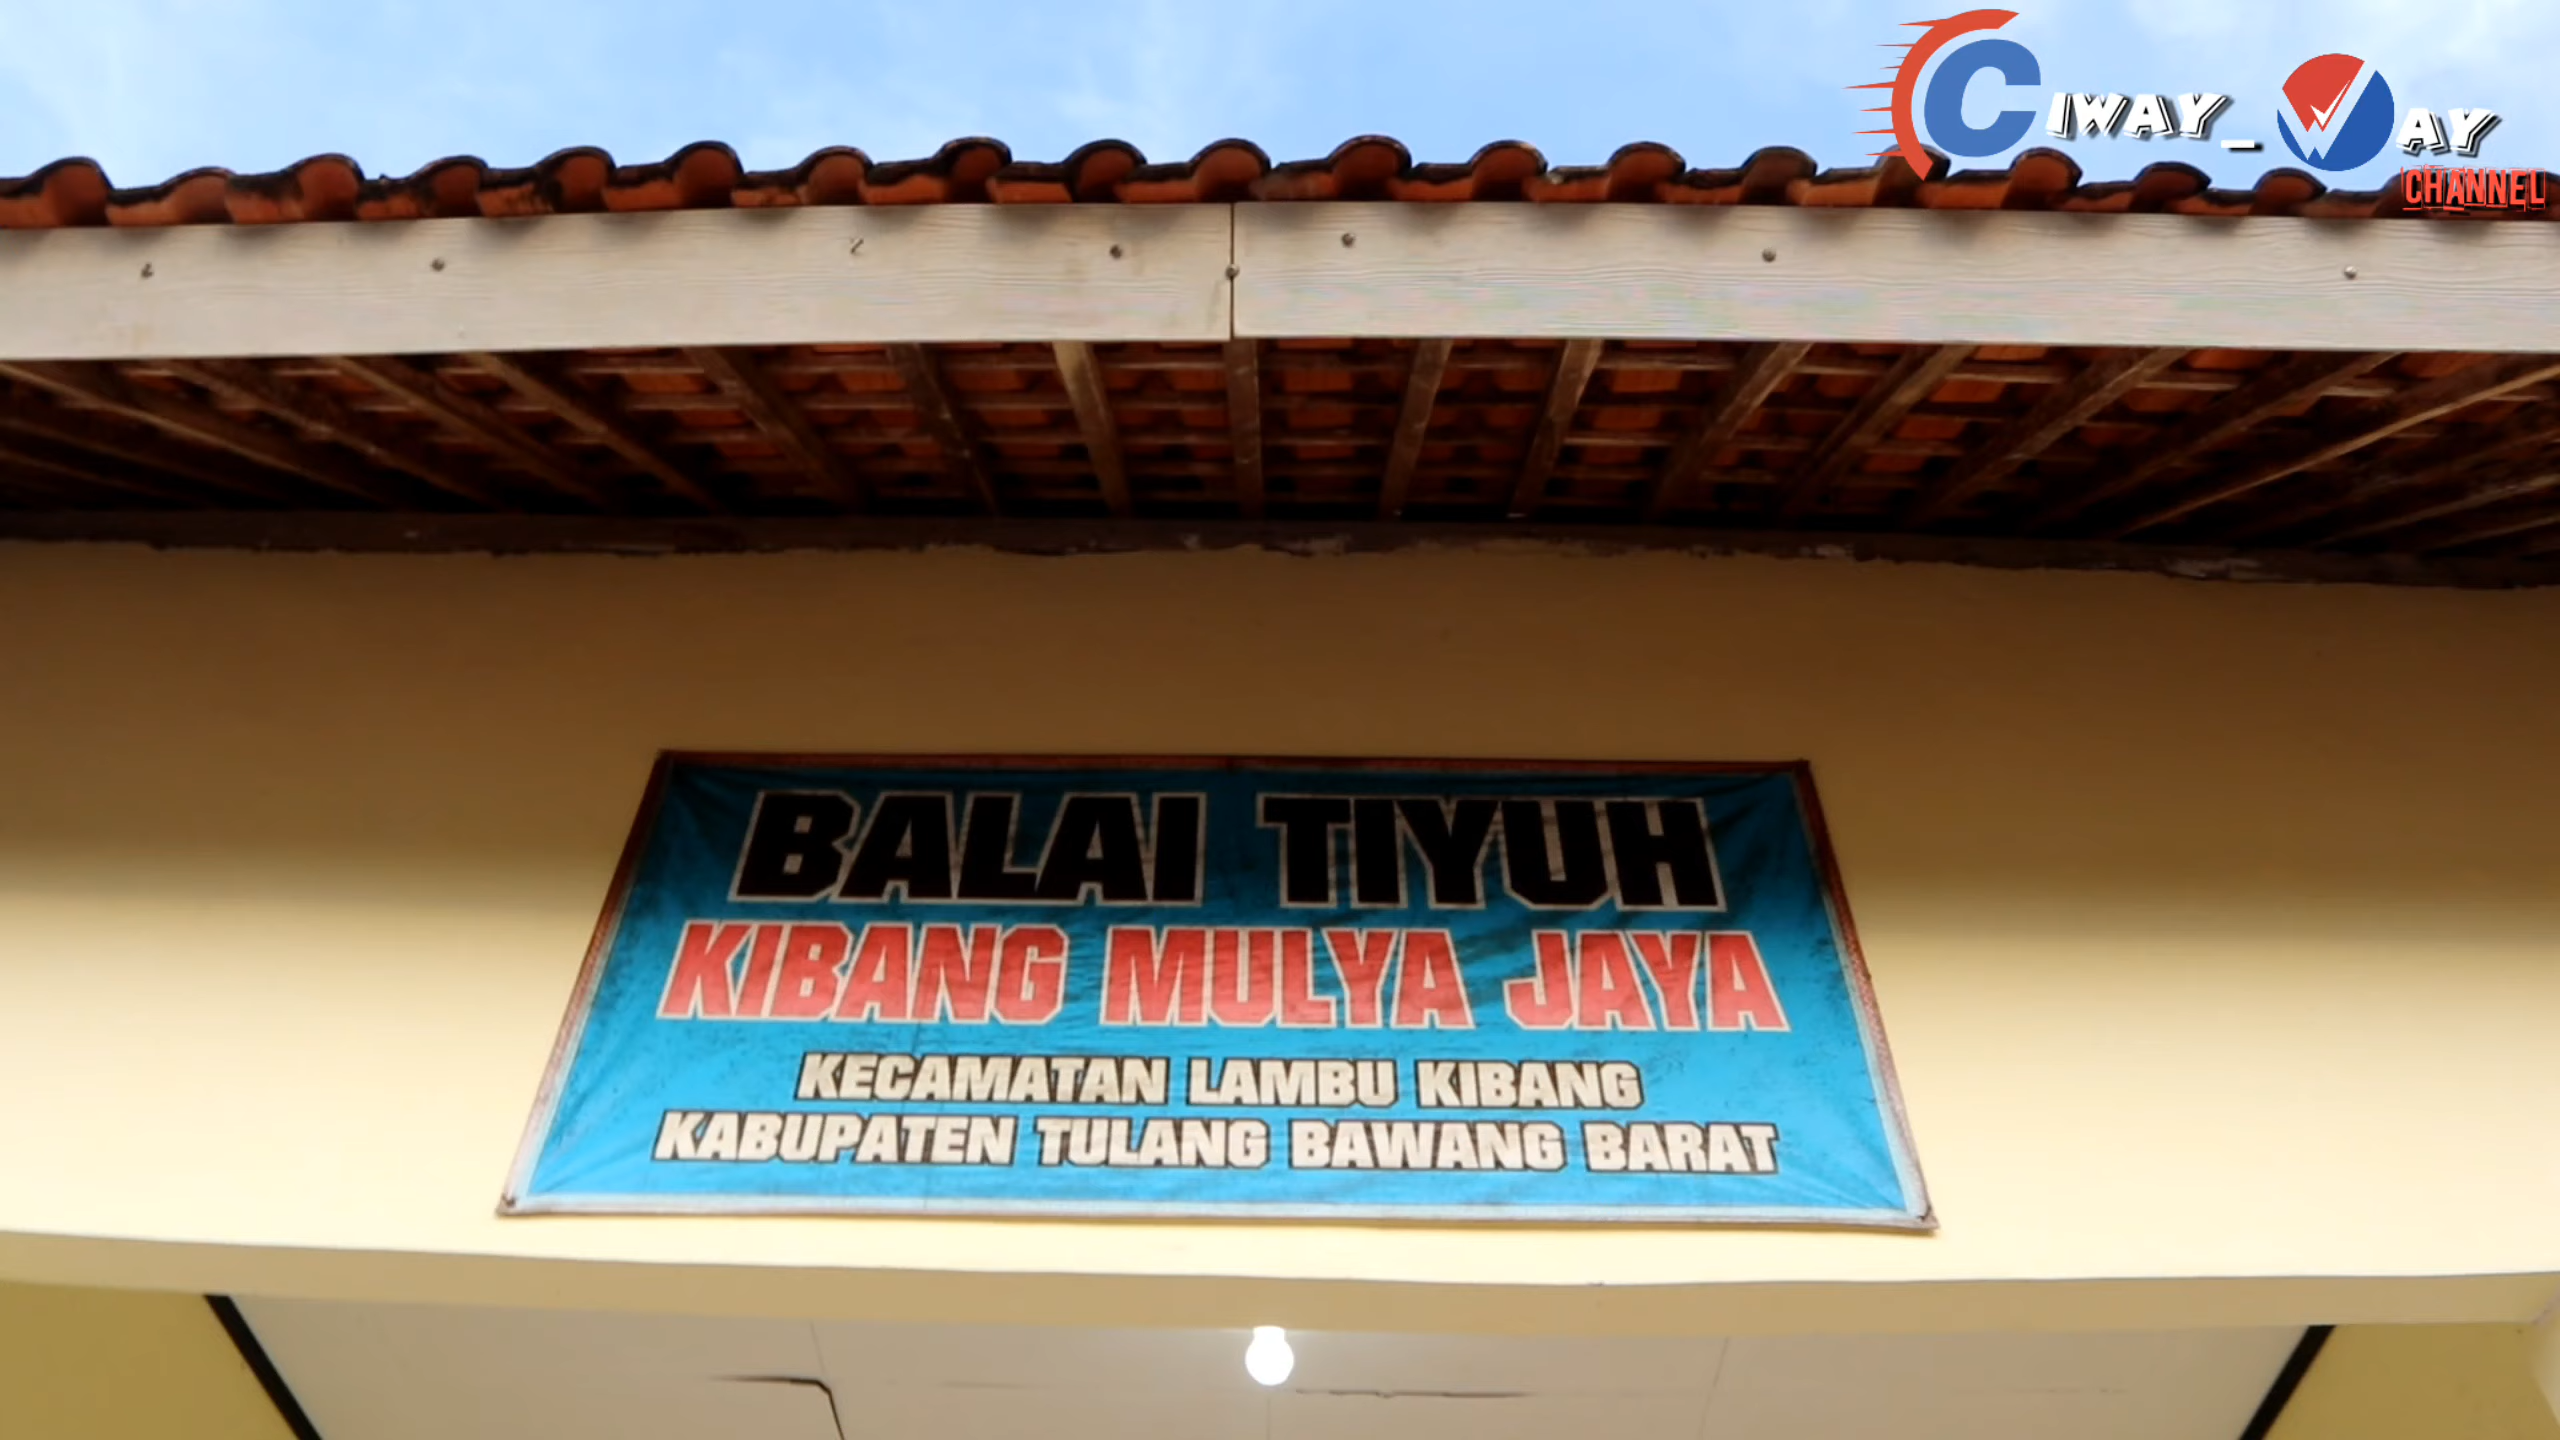 CIWAY_WAY
CHANNEL
BALAI TIYUH
KIBANG MULYA JAYA
KECAMATAN LAMBU KIBANG
KABUPATEN TULANG BAWANG BARAT